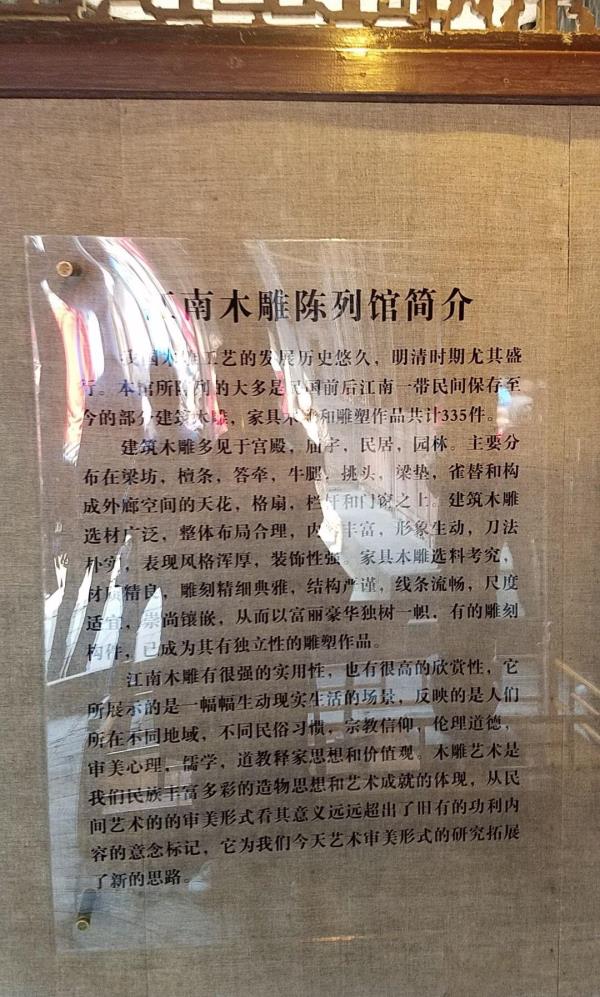 江南木雕陈列馆简介
我国木雕工艺的发展历史悠久，明清时期尤其盛
行。本馆所陈列的大多是民国前后江南一带民间保存至
今的部分建筑木雕，家具木雕和雕塑作品共计335件。
建筑木雕多见于宫殿，庙宇，民居，园林。主要分
布在梁坊，檀条，答牵，牛腿，挑头，梁垫，雀替和构
成外廊空间的天花，格扇，栏杆和门窗之上。建筑木雕
选材广泛，整体布局合理，内容丰富，形象生动，刀法
朴实，表现风格浑厚，装饰性强。家具木雕选料考究，
材质精良，雕刻精细典雅，结构严谨，线条流畅，尺度
适宜，崇尚镶嵌，从而以富丽豪华独树一帜，有的雕刻
构件，已成为其有独立性的雕塑作品。
江南木雕有很强的实用性，也有很高的欣赏性，它
所展示的是一幅幅生动现实生活的场景，反映的是人们
所在不同地域，不同民俗习惯，宗教信仰，伦理道德，
审美心理，儒学，道教释家思想和价值观。木雕艺术是
我们民族丰富多彩的造物思想和艺术成就的体现，从民
间艺术的的审美形式看其意义远远超出了旧有的功利内
容的意念标记，它为我们今天艺术审美形式的研究拓展
了新的思路。